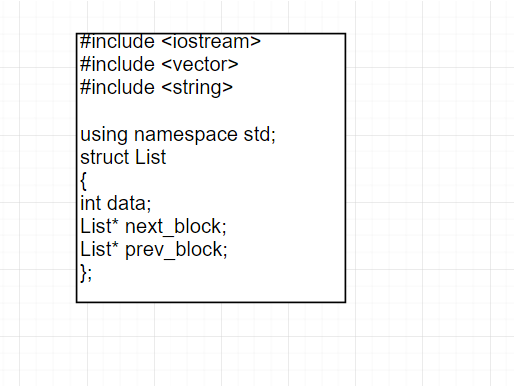 #include <iostream>
#include <vector>
#include <string>
using namespace std;
struct List
{
int data;
List* next_block;
List* prev_block;
};